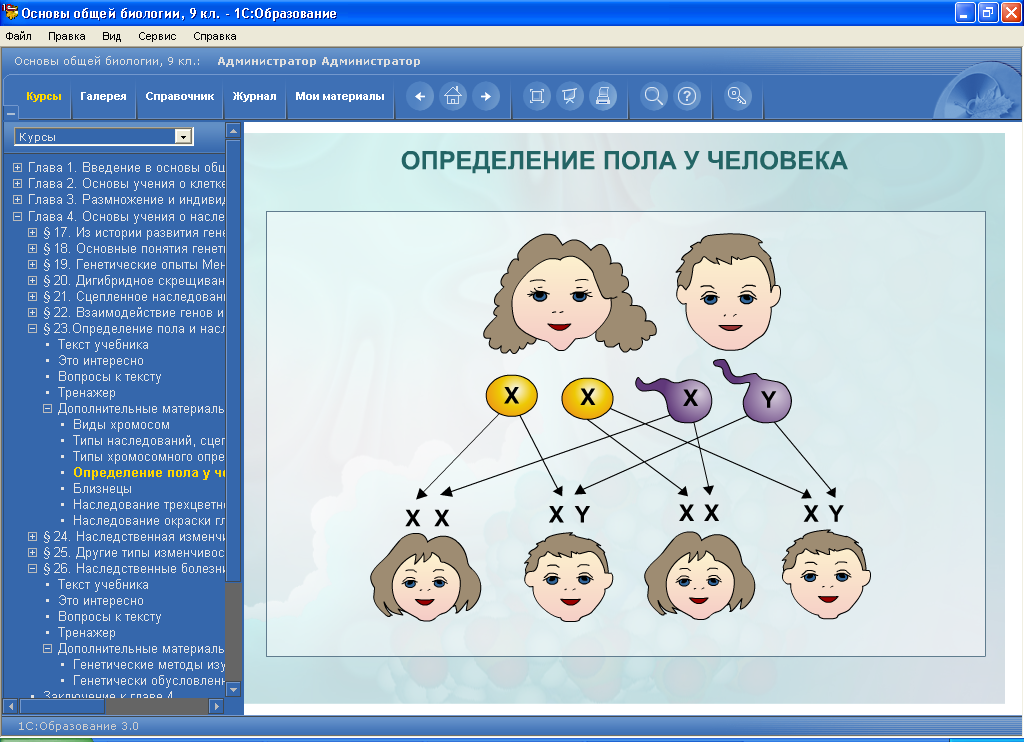 Основы общей биологии, 9 кл. - 1С:Образование
Файл Правка Вид Сервис Справка
Основы общей биологии, 9 кл.: Администратор Администратор
Курсы Галерея Справочник Журнал Мои материалы
Курсы
Глава 1. Введение в основы общ
Глава 2. Основы учения о клетке
Глава 3. Размножение и индивид
Глава 4. Основы учения о насле
§ 17. Из истории развития гене
§ 18. Основные понятия генети
§ 19. Генетические опыты Мен
§ 20. Дигибридное скрещиван
§ 21. Сцепленное наследовани
§ 22. Взаимодействие генов и
§ 23.Определение пола и насл
Текст учебника
Это интересно
Вопросы к тексту
Тренажер
Дополнительные материаль
Виды хромосом
Типы наследований, сцеп
Типы хромосомного опре
Определение пола у че
Близнецы
Наследование трехцветн
Наследование окраски гл
§ 24. Наследственная изменчи
§ 25. Другие типы изменчивос
§ 26. Наследственные болезни
Текст учебника
Это интересно
Вопросы к тексту
Тренажер
Дополнительные материаль
Генетические методы изу
Генетически обусловлен
Заключение к главе 4
ОПРЕДЕЛЕНИЕ ПОЛА У ЧЕЛОВЕКА
X X X Y
X X X Y X X X Y
1С:Образование 3.0